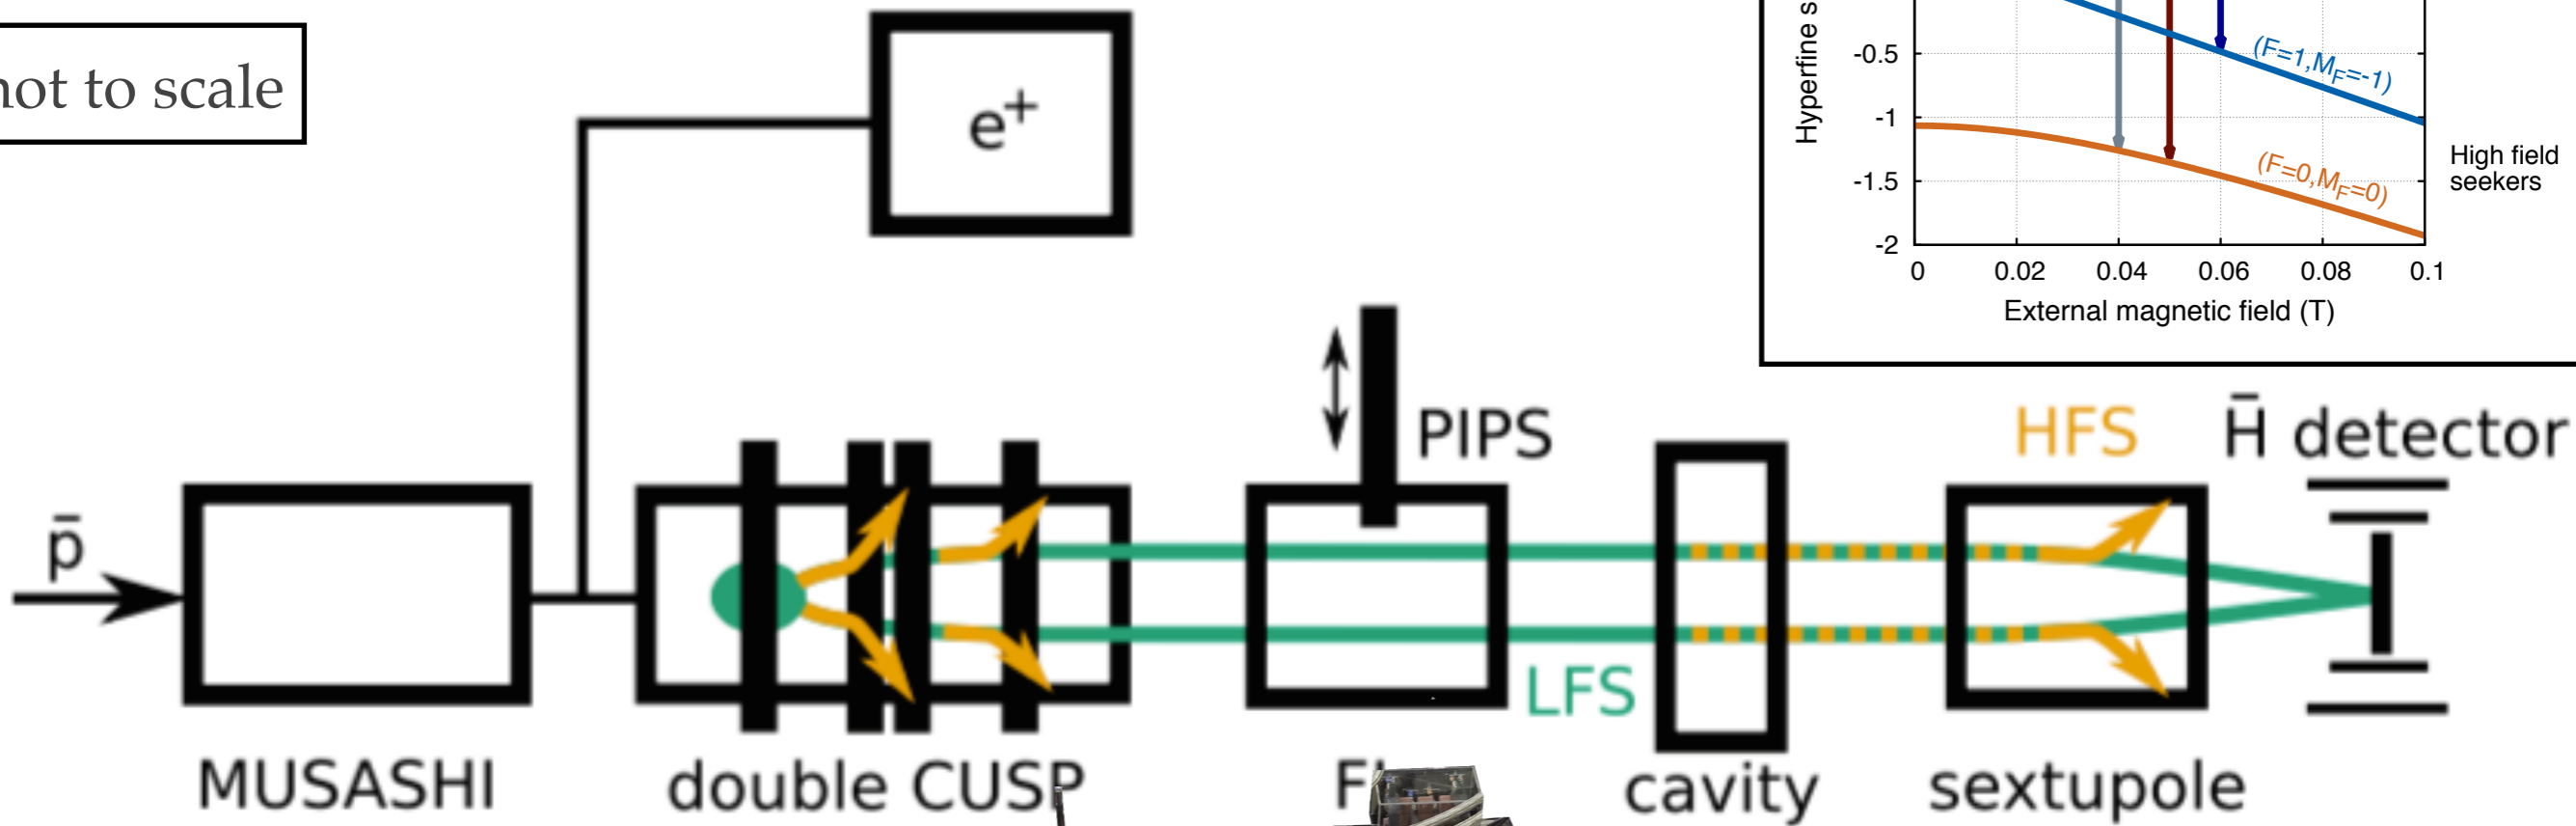 not to scale
e⁺
Hyperfine s
-0.5
-1
-1.5
-2
0 0.02 0.04 0.06 0.08 0.1
External magnetic field (T)
(F=1,M_F=-1)
(F=0,M_F=0)
High field
seekers
p̄
PIPS
HFS
H̄ detector
LFS
MUSASHI
double CUSP
cavity
sextupole